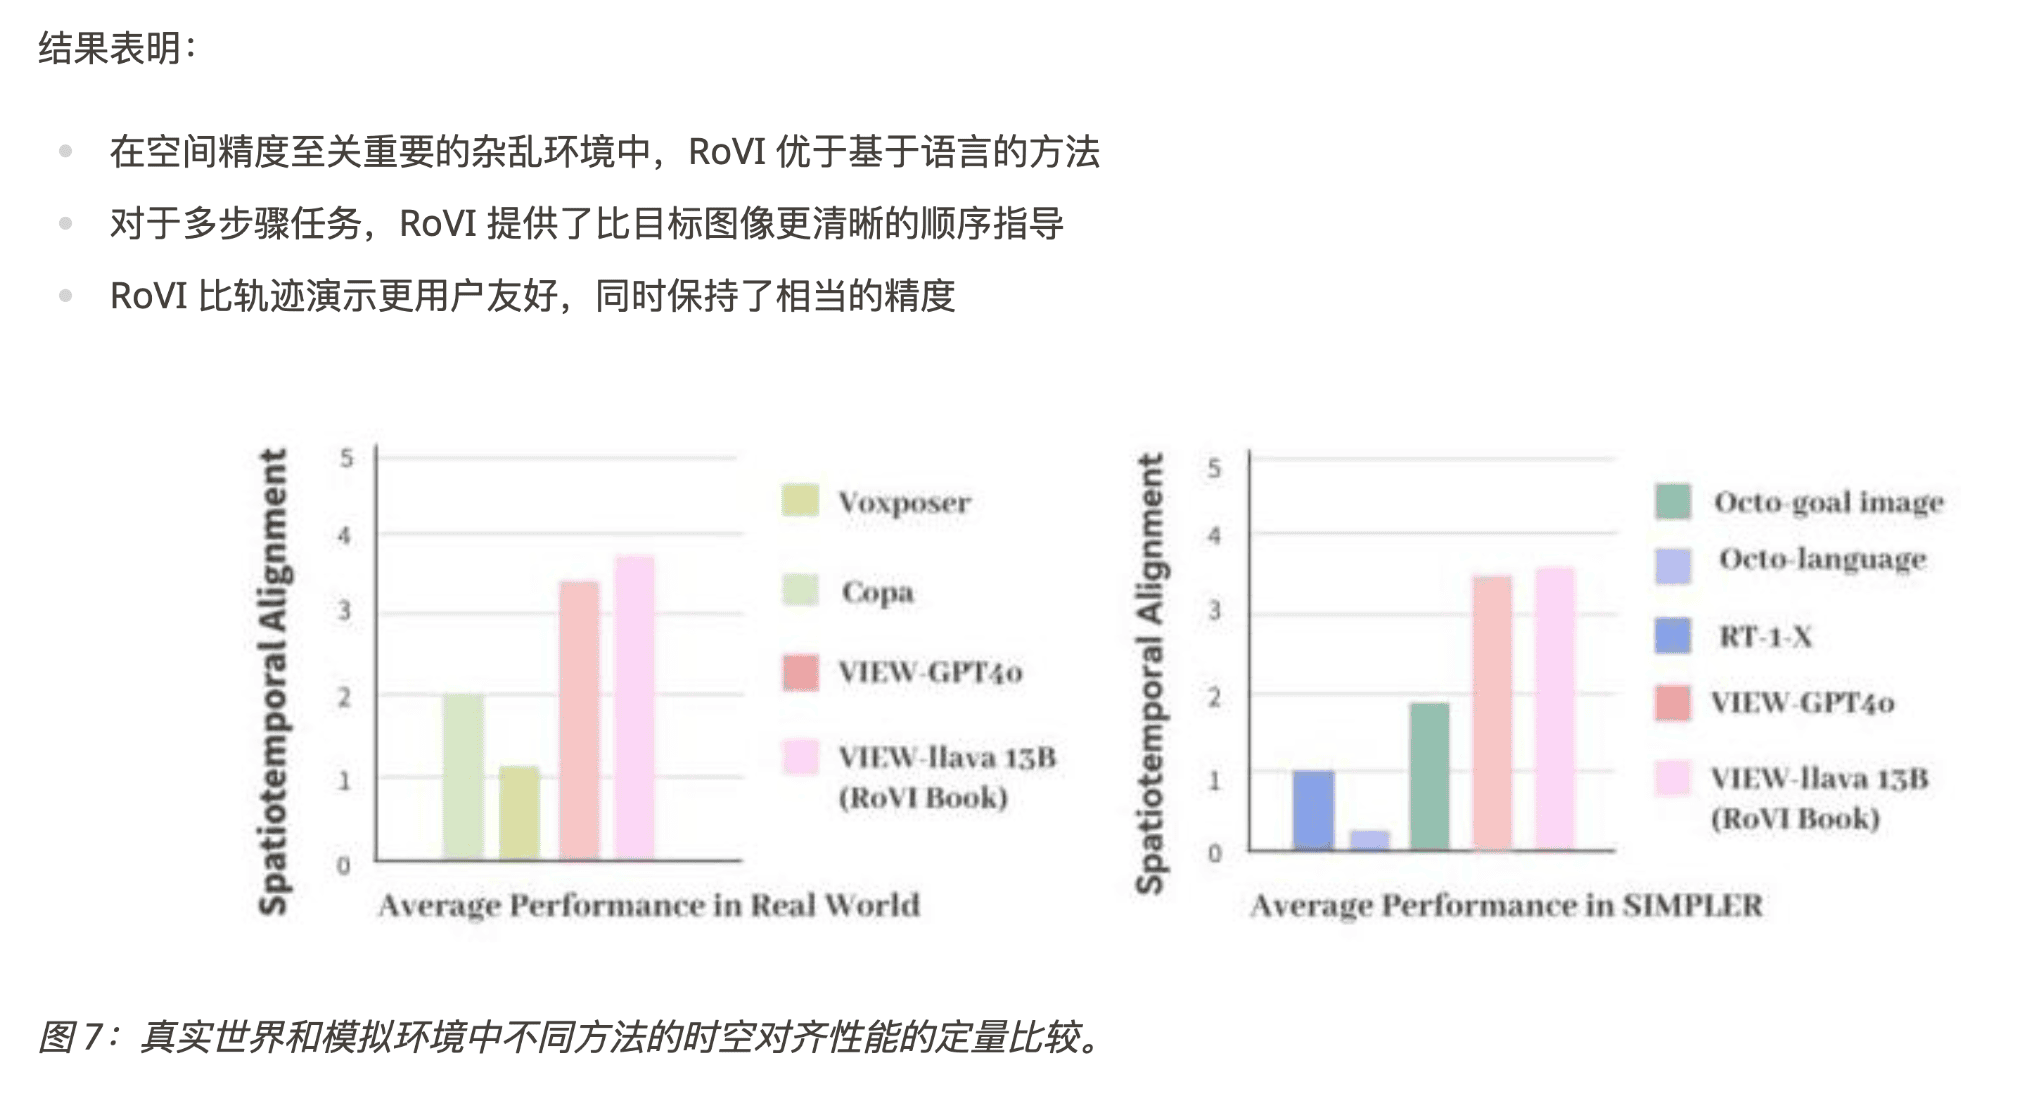 结果表明：
在空间精度至关重要的杂乱环境中，RoVI 优于基于语言的方法
对于多步骤任务，RoVI 提供了比目标图像更清晰的顺序指导
RoVI 比轨迹演示更用户友好，同时保持了相当的精度
Spatiotemporal Alignment
5
4
3
2
1
0
Average Performance in Real World
Voxposer
Copa
VIEW-GPT4o
VIEW-llava 13B
(RoVI Book)
Spatiotemporal Alignment
5
4
3
2
1
0
Average Performance in SIMPLER
Octo-goal image
Octo-language
RT-1-X
VIEW-GPT4o
VIEW-llava 13B
(RoVI Book)
图 7：真实世界和模拟环境中不同方法的时空对齐性能的定量比较。